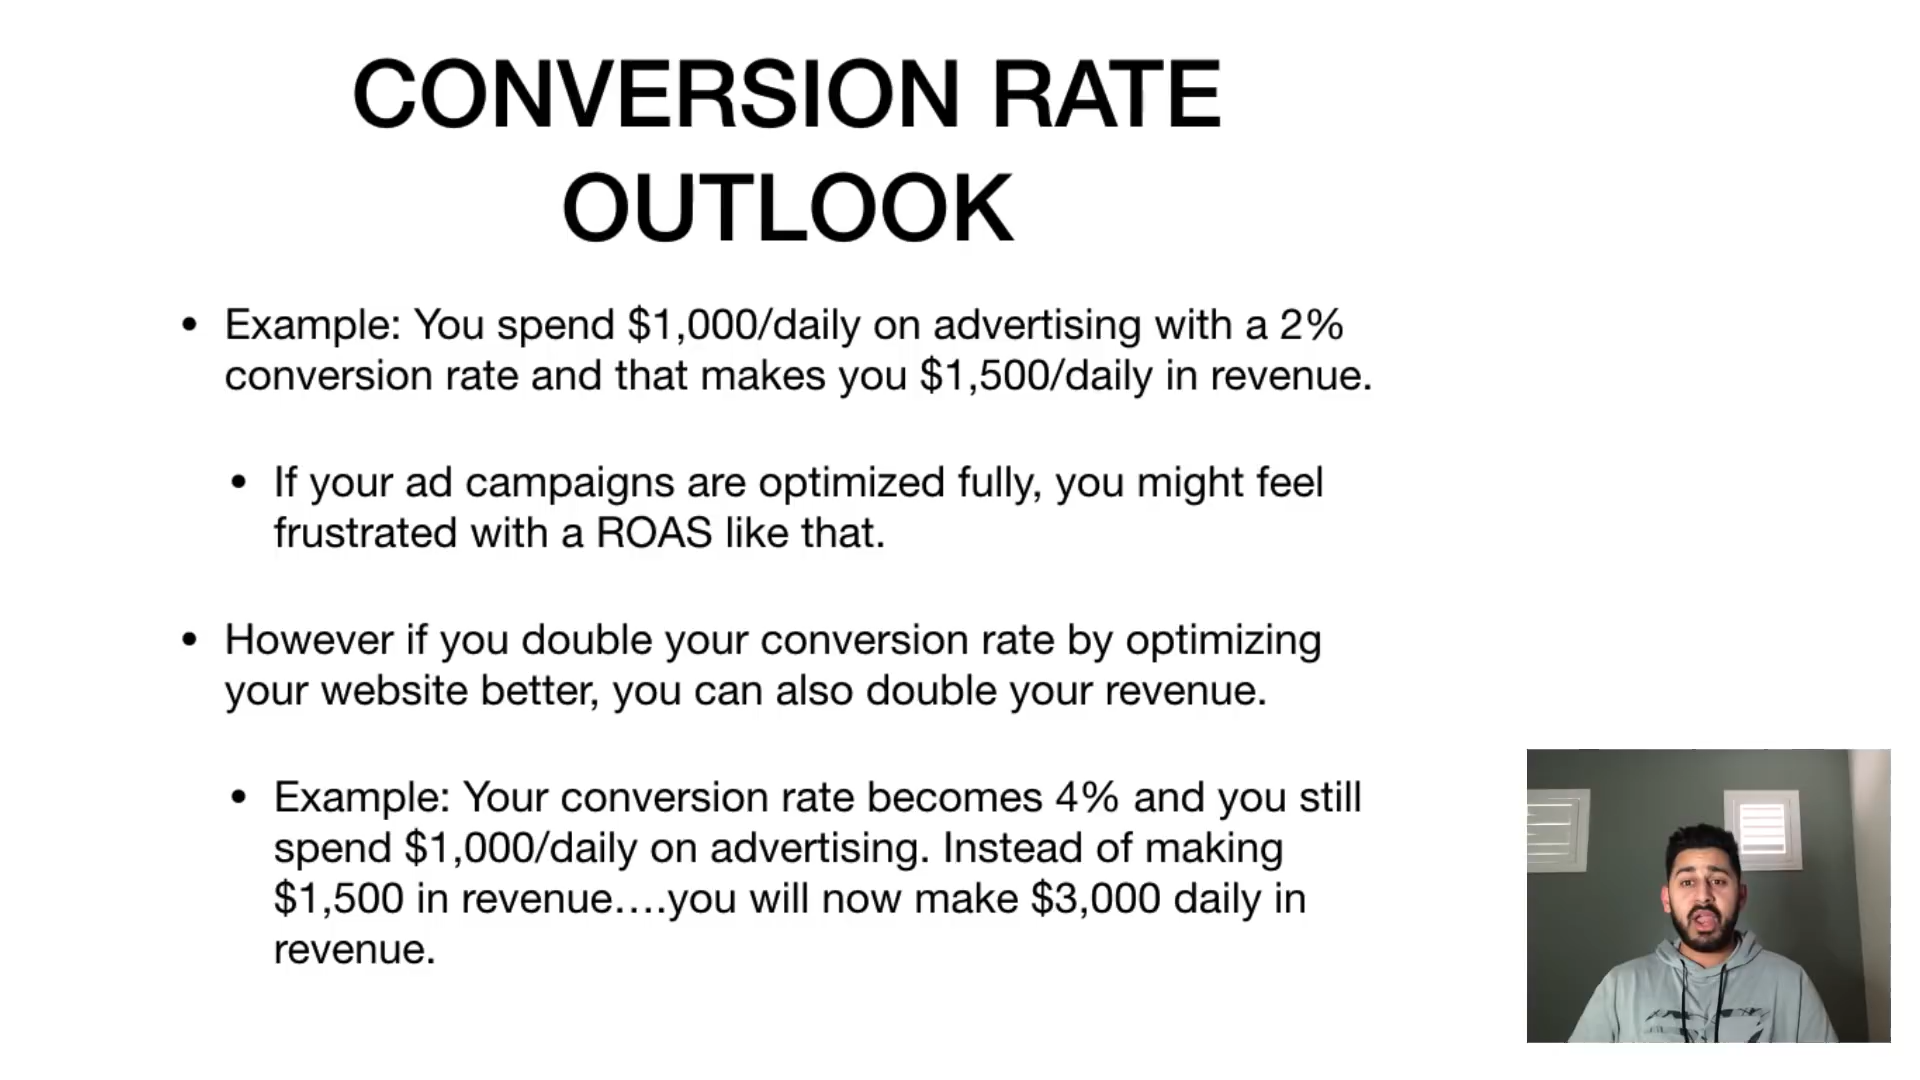 CONVERSION RATE
OUTLOOK
• Example: You spend $1,000/daily on advertising with a 2%
conversion rate and that makes you $1,500/daily in revenue.
• If your ad campaigns are optimized fully, you might feel
frustrated with a ROAS like that.
• However if you double your conversion rate by optimizing
your website better, you can also double your revenue.
• Example: Your conversion rate becomes 4% and you still
spend $1,000/daily on advertising. Instead of making
$1,500 in revenue….you will now make $3,000 daily in
revenue.